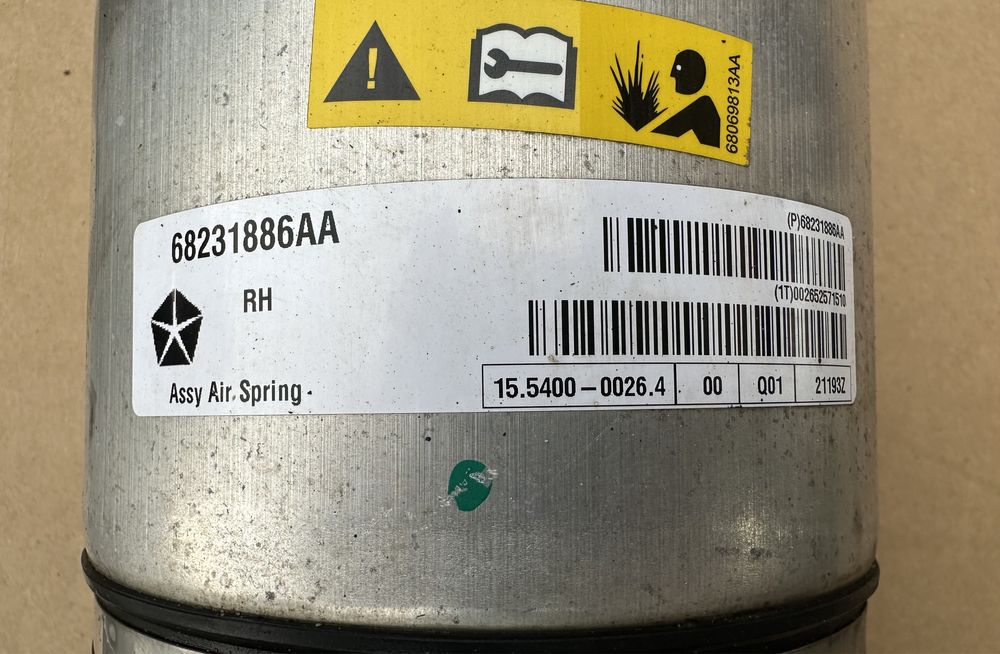 68069813AA
68231886AA
(P)68231886AA
RH
(1T)002652571510
Assy Air Spring
15.5400-0026.4 00 Q01 21193Z